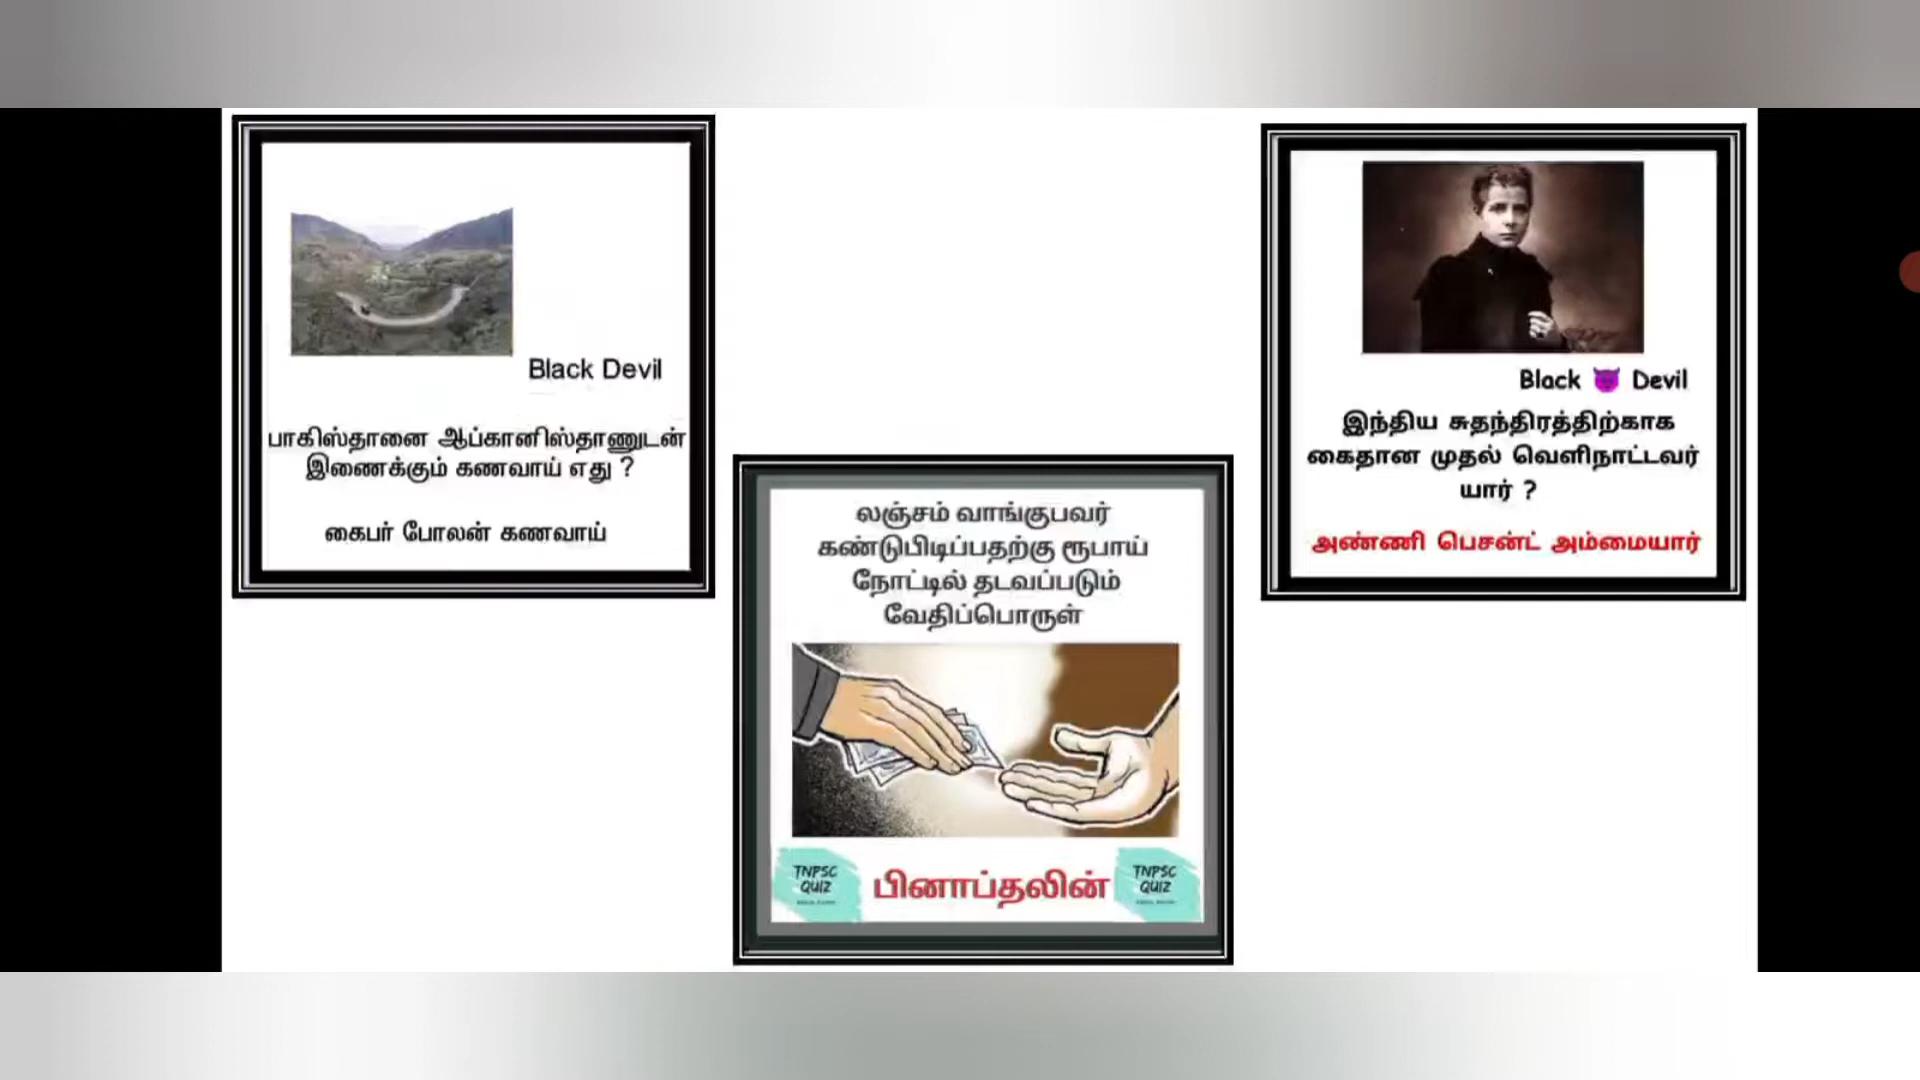 Black Devil
பாகிஸ்தானை ஆப்கானிஸ்தாணுடன்
இணைக்கும் கணவாய் எது ?
கைபர் போலன் கணவாய்
லஞ்சம் வாங்குபவர்
கண்டுபிடிப்பதற்கு ரூபாய்
நோட்டில் தடவப்படும்
வேதிப்பொருள்
TNPSC
QUIZ
பினாப்தலின்
TNPSC
QUIZ
Black 😈 Devil
இந்திய சுதந்திரத்திற்காக
கைதான முதல் வெளிநாட்டவர்
யார் ?
அண்ணி பெசன்ட் அம்மையார்